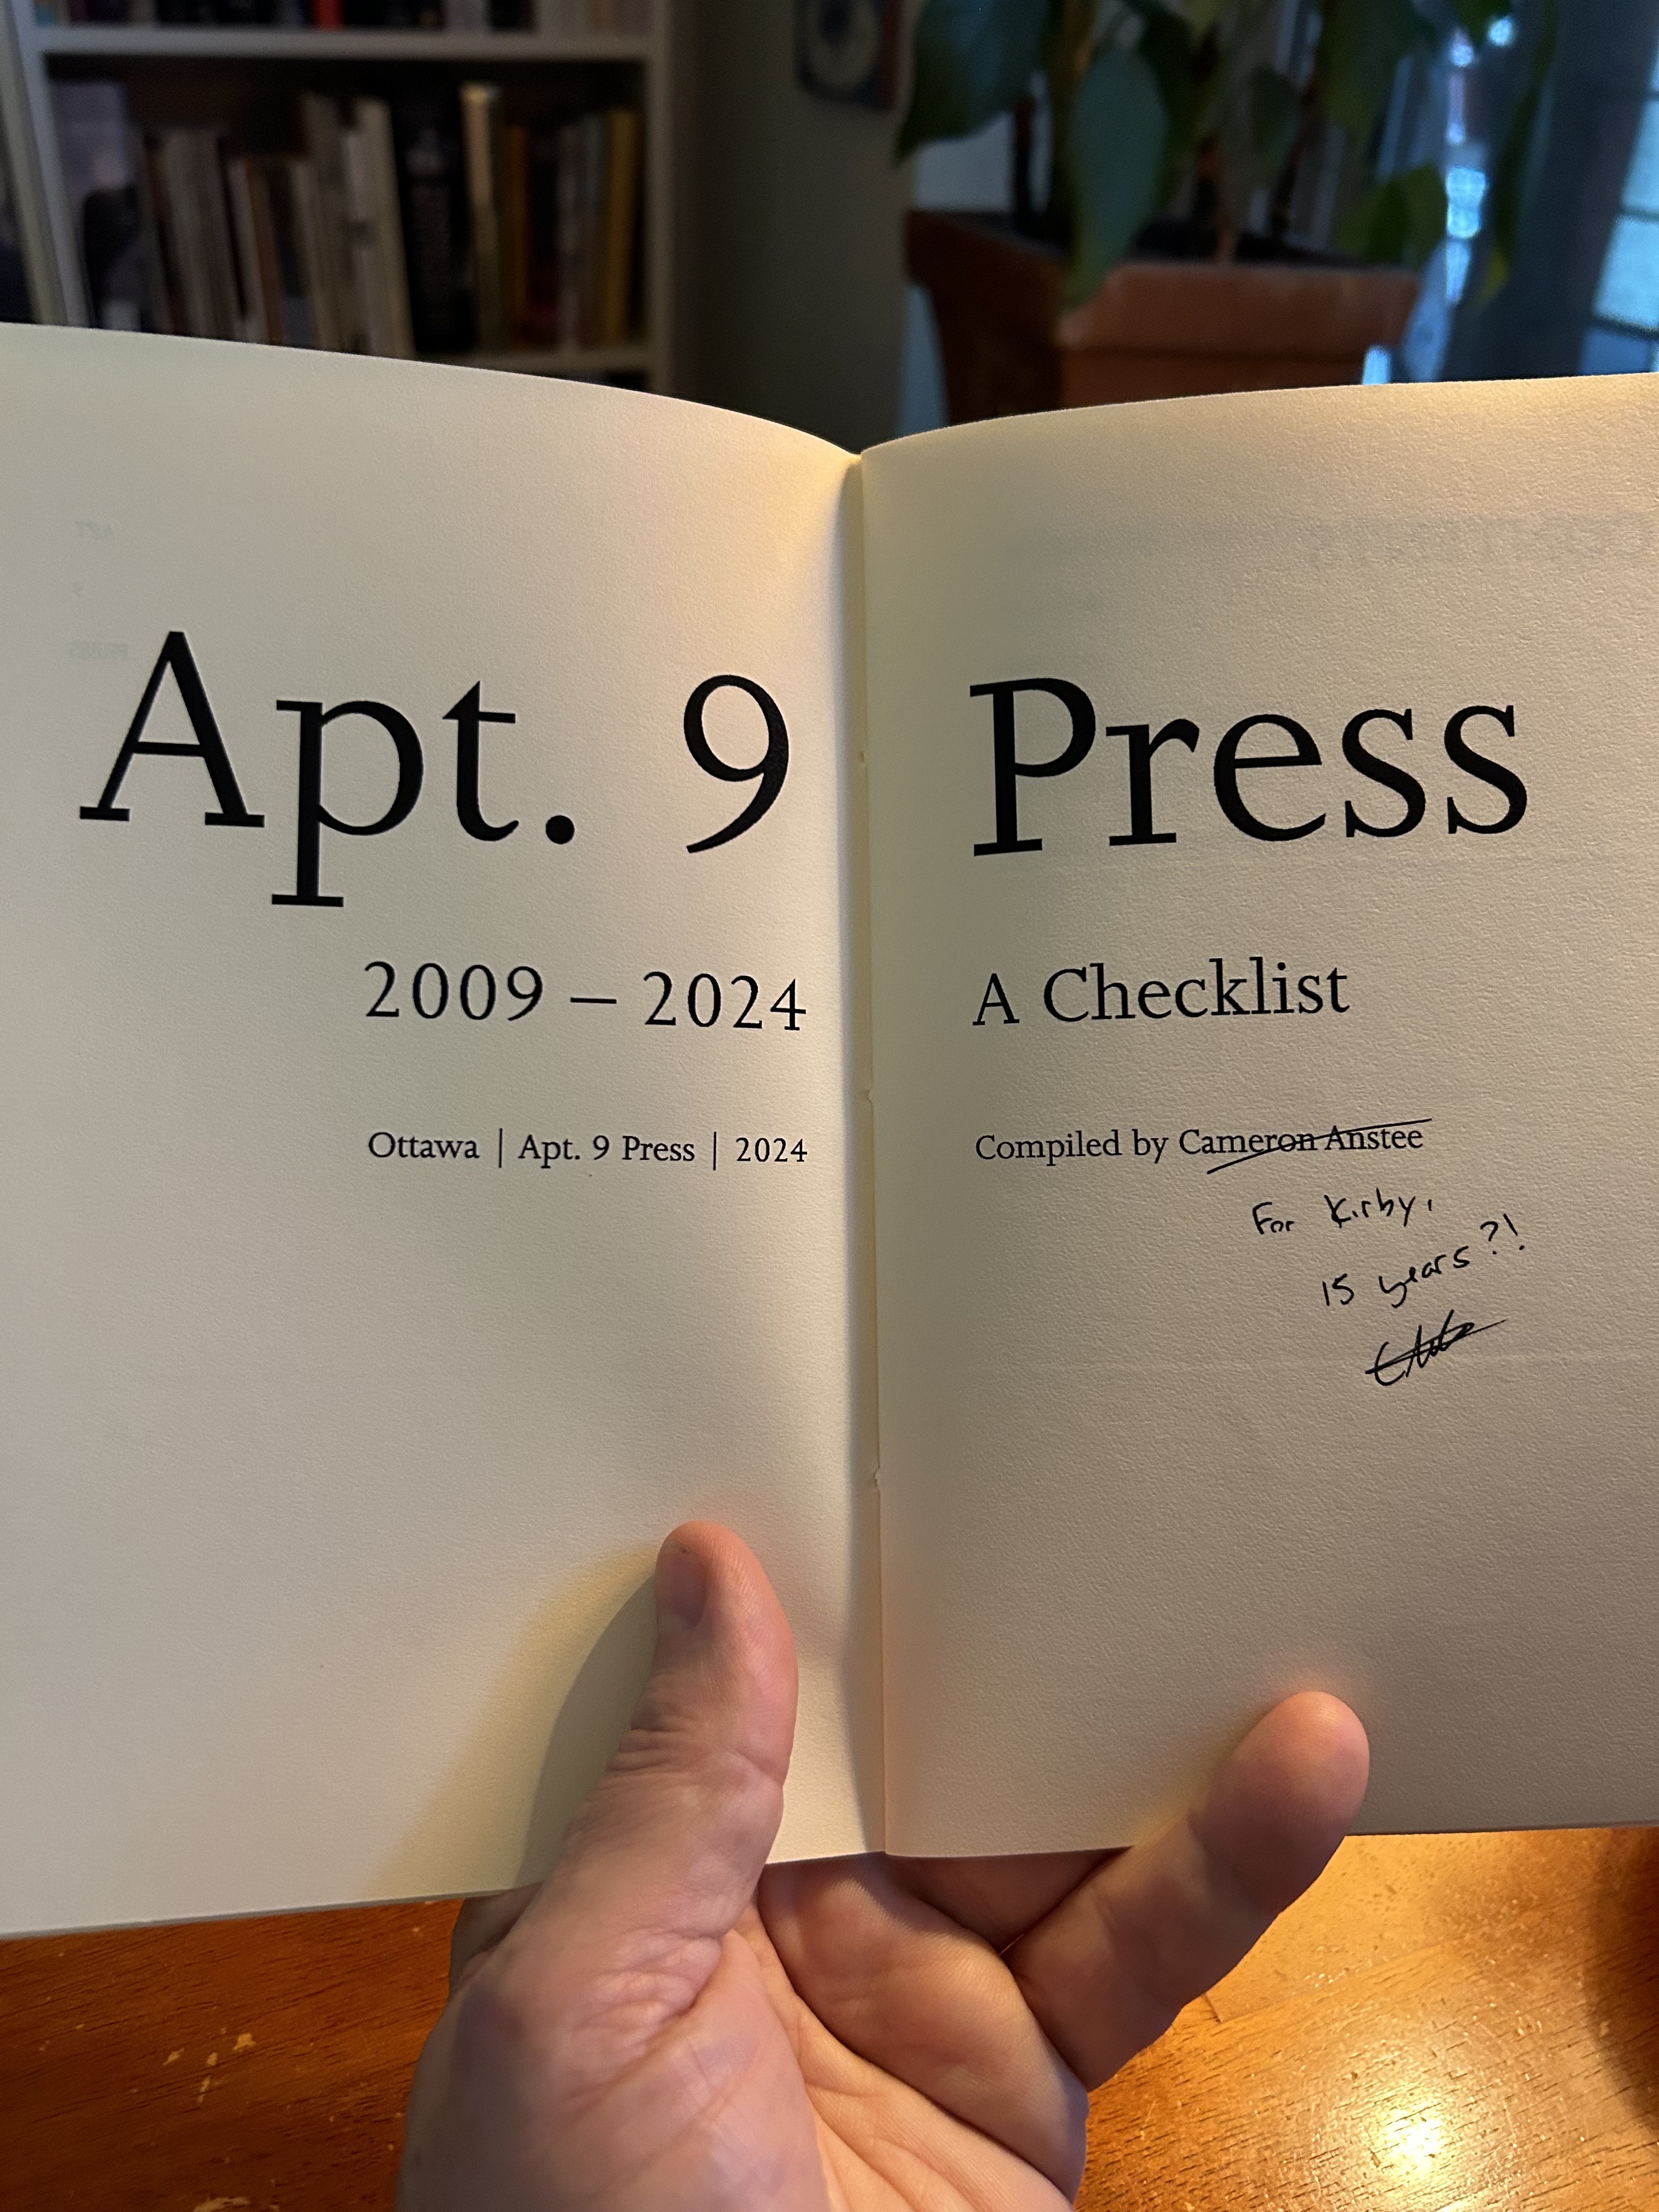 Apt. 9 Press
2009 – 2024
A Checklist
Ottawa | Apt. 9 Press | 2024
Compiled by Cameron Anstee
For Kirby,
15 years?!